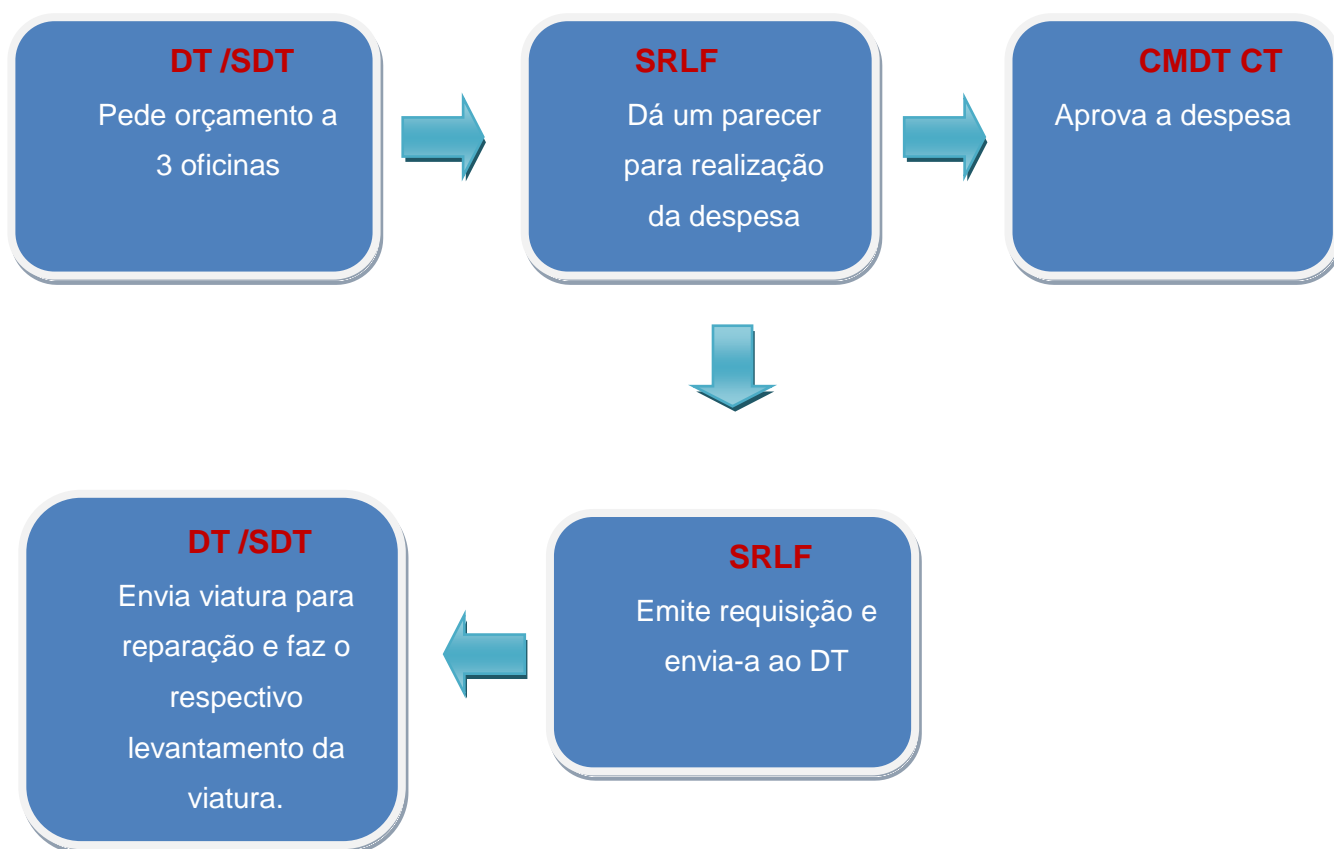 DT /SDT
Pede orçamento a
3 oficinas
SRLF
Dá um parecer
para realização
da despesa
CMDT CT
Aprova a despesa
SRLF
Emite requisição e
envia-a ao DT
DT /SDT
Envia viatura para
reparação e faz o
respectivo
levantamento da
viatura.